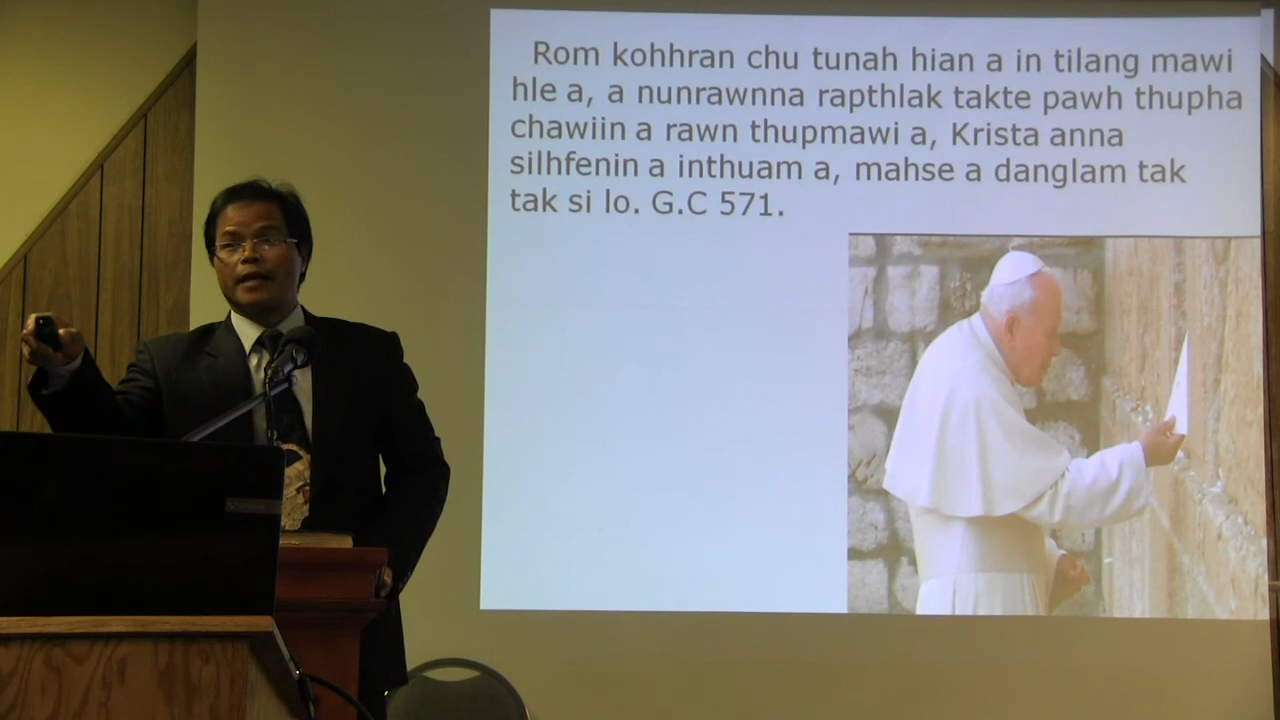 Rom kohhran chu tunah hian a in tilang mawi
hle a, a nunrawnna rapthlak takte pawh thupha
chawiin a rawn thupmawi a, Krista anna
silhfenin a inthuam a, mahse a danglam tak
tak si lo. G.C 571.